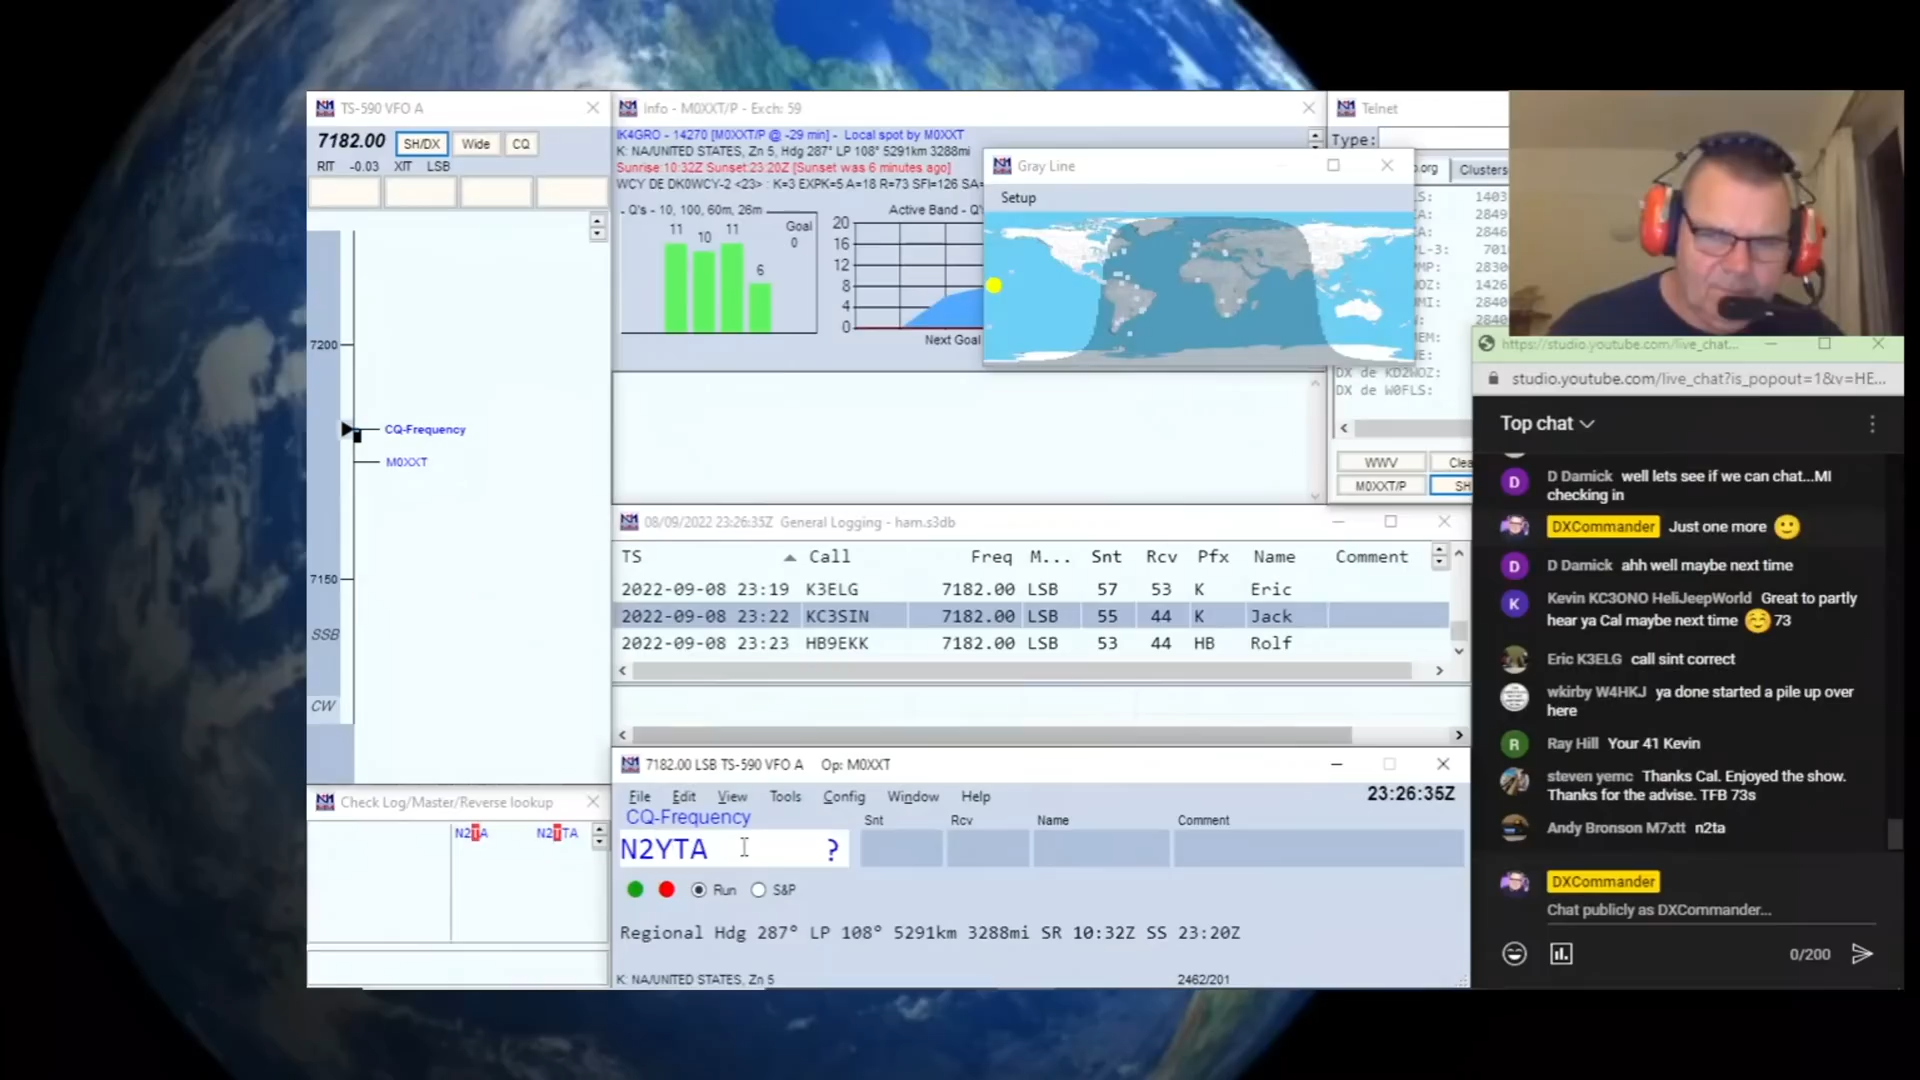 TS-590 VFO A
7182.00 SH/DX Wide CQ
RIT -0.03 XIT LSB
7200
CQ-Frequency
M0XXT
7150
SSB
CW
Info - M0XXT/P - Exch: 59
IK4GRO - 14270 [M0XXT/P @ -29 min] - Local spot by M0XXT
K: NA/UNITED STATES, Zn 5, Hdg 287° LP 108° 5291km 3288mi
Sunrise:10:32Z Sunset:23:20Z [Sunset was 6 minutes ago]
WCY DE DK0WCY-2 <23> : K=3 EXPK=5 A=18 R=73 SFI=126 SA=
Q's - 10, 100, 60m, 26m
11
10
11
6
Goal
0
Active Band - Q'
20
16
12
8
4
0
Next Goal
Gray Line
Setup
Telnet
Type:
.org Clusters
S: 1403
A: 2849
A: 2846
PL-3: 701
MP: 2830
OZ: 1426
MI: 2840
2840
EM:
E:
DX de KD2WOZ:
DX de W0FLS:
WWV Clea
M0XXT/P SH
08/09/2022 23:26:35Z General Logging - ham.s3db
TS Call Freq M... Snt Rcv Pfx Name Comment
2022-09-08 23:19 K3ELG 7182.00 LSB 57 53 K Eric
2022-09-08 23:22 KC3SIN 7182.00 LSB 55 44 K Jack
2022-09-08 23:23 HB9EKK 7182.00 LSB 53 44 HB Rolf
7182.00 LSB TS-590 VFO A Op: M0XXT
File Edit View Tools Config Window Help 23:26:35Z
CQ-Frequency Snt Rcv Name Comment
N2YTA ?
Run S&P
Regional Hdg 287° LP 108° 5291km 3288mi SR 10:32Z SS 23:20Z
K: NA/UNITED STATES, Zn 5 2462/201
Check Log/Master/Reverse lookup
N2TA N2TTA
https://studio.youtube.com/live_chat...
studio.youtube.com/live_chat?is_popout=1&v=HE...
Top chat
D Damick well lets see if we can chat...MI
checking in
DXCommander Just one more 🙂
D Damick ahh well maybe next time
Kevin KC3ONO HeliJeepWorld Great to partly
hear ya Cal maybe next time ☺️ 73
Eric K3ELG call sint correct
wkirby W4HKJ ya done started a pile up over
here
Ray Hill Your 41 Kevin
steven yemc Thanks Cal. Enjoyed the show.
Thanks for the advise. TFB 73s
Andy Bronson M7xtt n2ta
DXCommander
Chat publicly as DXCommander...
0/200